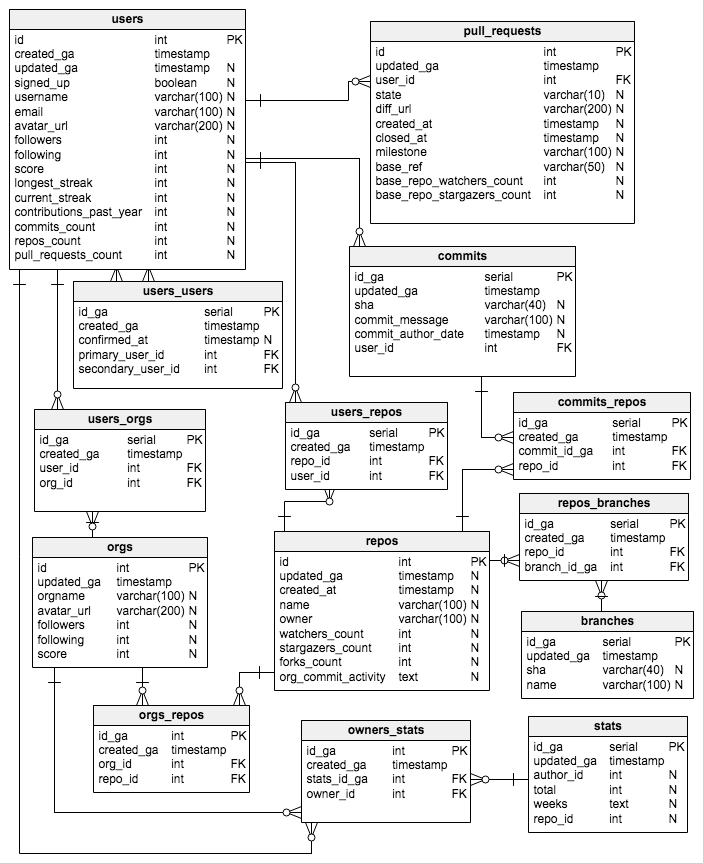 users
id int PK
created_ga timestamp
updated_ga timestamp N
signed_up boolean N
username varchar(100) N
email varchar(100) N
avatar_url varchar(200) N
followers int N
following int N
score int N
longest_streak int N
current_streak int N
contributions_past_year int N
commits_count int N
repos_count int N
pull_requests_count int N
pull_requests
id int PK
updated_ga timestamp
user_id int FK
state varchar(10) N
diff_url varchar(200) N
created_at timestamp N
closed_at timestamp N
milestone varchar(100) N
base_ref varchar(50) N
base_repo_watchers_count int N
base_repo_stargazers_count int N
commits
id_ga serial PK
updated_ga timestamp
sha varchar(40) N
commit_message varchar(100) N
commit_author_date timestamp N
user_id int FK
users_users
id_ga serial PK
created_ga timestamp
confirmed_at timestamp N
primary_user_id int FK
secondary_user_id int FK
commits_repos
id_ga serial PK
created_ga timestamp
commit_id_ga int FK
repo_id int FK
users_orgs
id_ga serial PK
created_ga timestamp
user_id int FK
org_id int FK
users_repos
id_ga serial PK
created_ga timestamp
repo_id int FK
user_id int FK
repos_branches
id_ga serial PK
created_ga timestamp
repo_id int FK
branch_id_ga int FK
orgs
id int PK
updated_ga timestamp
orgname varchar(100) N
avatar_url varchar(200) N
followers int N
following int N
score int N
repos
id int PK
updated_ga timestamp N
created_at timestamp N
name varchar(100) N
owner varchar(100) N
watchers_count int N
stargazers_count int N
forks_count int N
org_commit_activity text N
branches
id_ga serial PK
updated_ga timestamp
sha varchar(40) N
name varchar(100) N
orgs_repos
id_ga int PK
created_ga timestamp
org_id int FK
repo_id int FK
owners_stats
id_ga int PK
created_ga timestamp
stats_id_ga int FK
owner_id int FK
stats
id_ga serial PK
updated_ga timestamp
author_id int N
total int N
weeks text N
repo_id int N